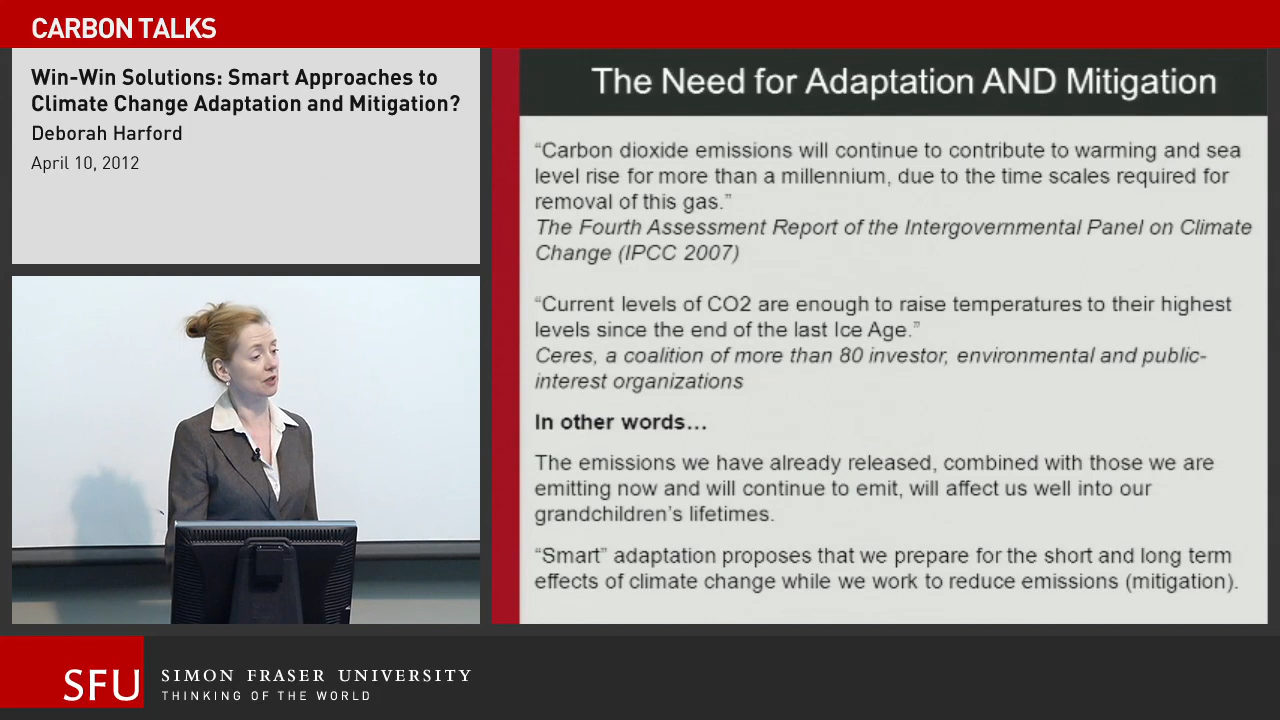 CARBON TALKS
Win-Win Solutions: Smart Approaches to
Climate Change Adaptation and Mitigation?
Deborah Harford
April 10, 2012
The Need for Adaptation AND Mitigation
“Carbon dioxide emissions will continue to contribute to warming and sea
level rise for more than a millennium, due to the time scales required for
removal of this gas.”
The Fourth Assessment Report of the Intergovernmental Panel on Climate
Change (IPCC 2007)
“Current levels of CO2 are enough to raise temperatures to their highest
levels since the end of the last Ice Age.”
Ceres, a coalition of more than 80 investor, environmental and public-
interest organizations
In other words…
The emissions we have already released, combined with those we are
emitting now and will continue to emit, will affect us well into our
grandchildren’s lifetimes.
“Smart” adaptation proposes that we prepare for the short and long term
effects of climate change while we work to reduce emissions (mitigation).
SFU
SIMON FRASER UNIVERSITY
THINKING OF THE WORLD